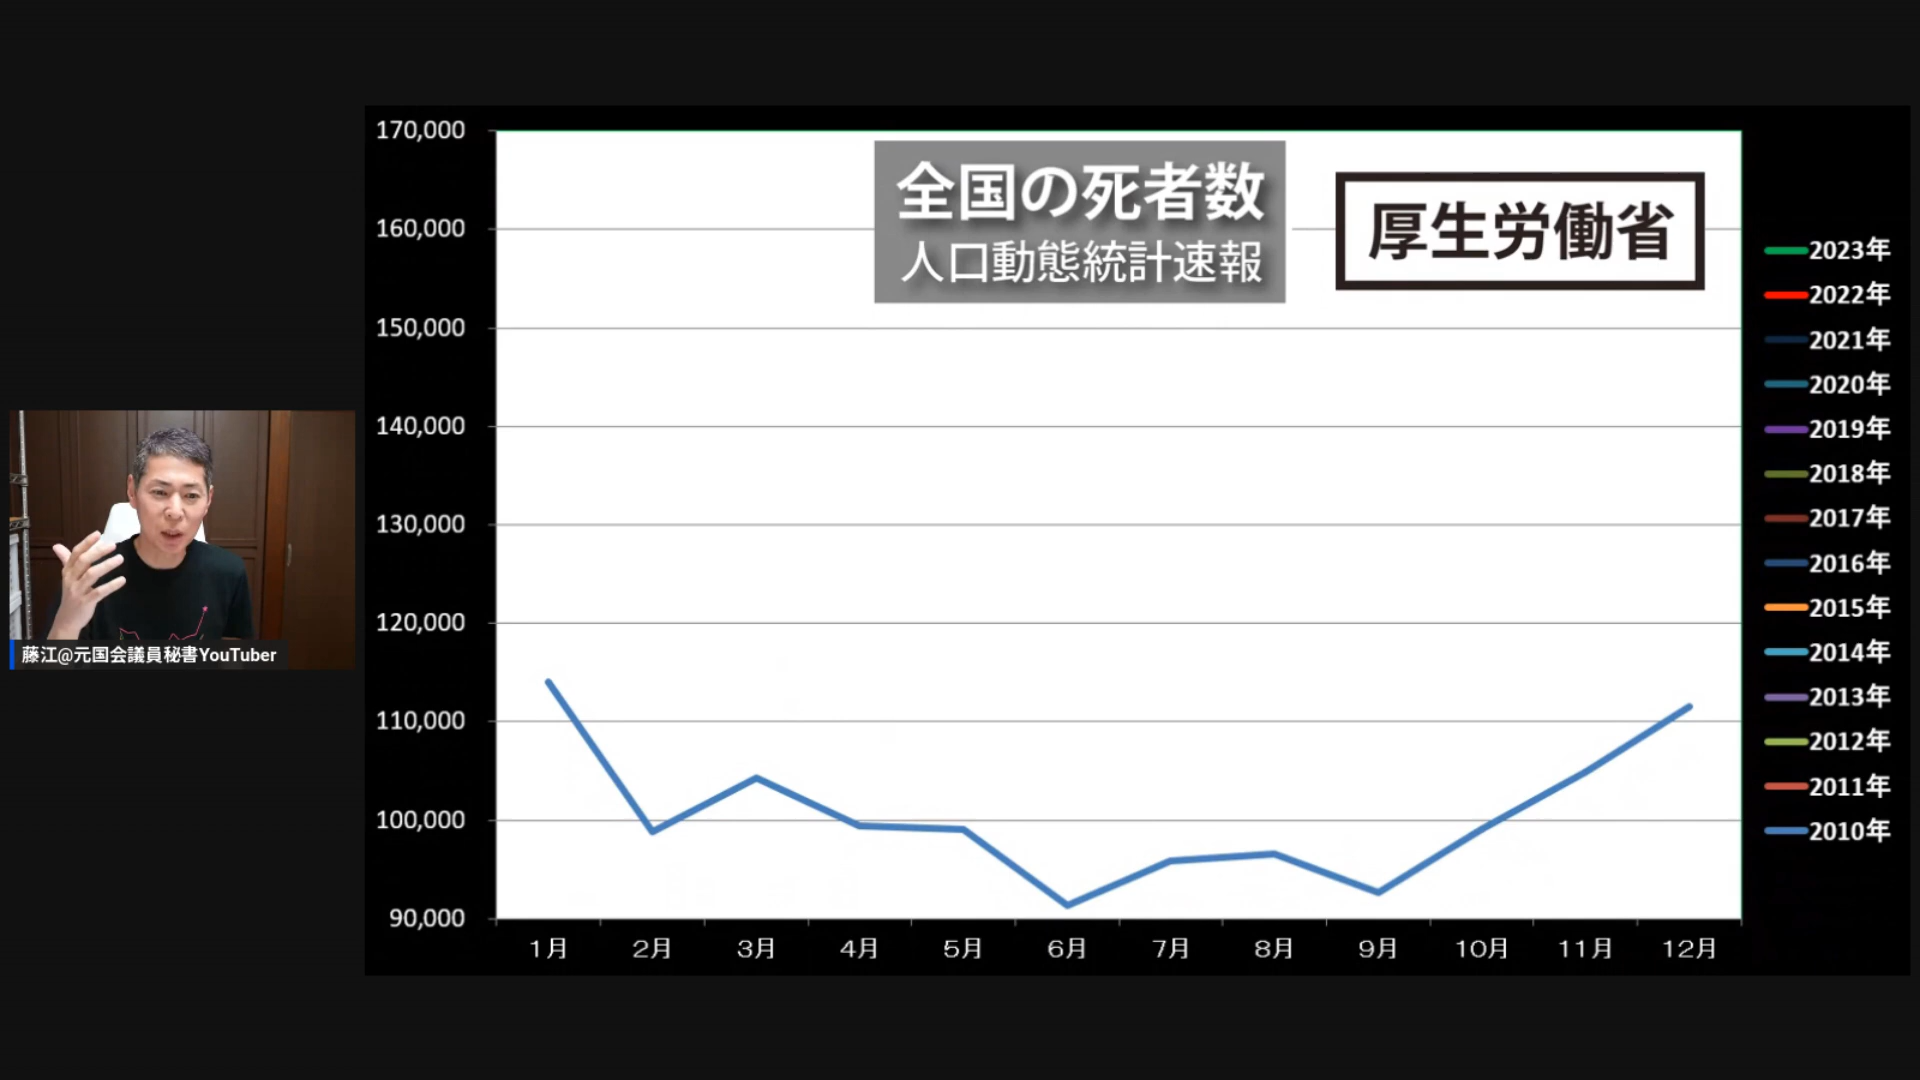 170,000
160,000
150,000
140,000
130,000
120,000
110,000
100,000
90,000
全国の死者数
人口動態統計速報
厚生労働省
2023年
2022年
2021年
2020年
2019年
2018年
2017年
2016年
2015年
2014年
2013年
2012年
2011年
2010年
1月 2月 3月 4月 5月 6月 7月 8月 9月 10月 11月 12月
藤江@元国会議員秘書YouTuber